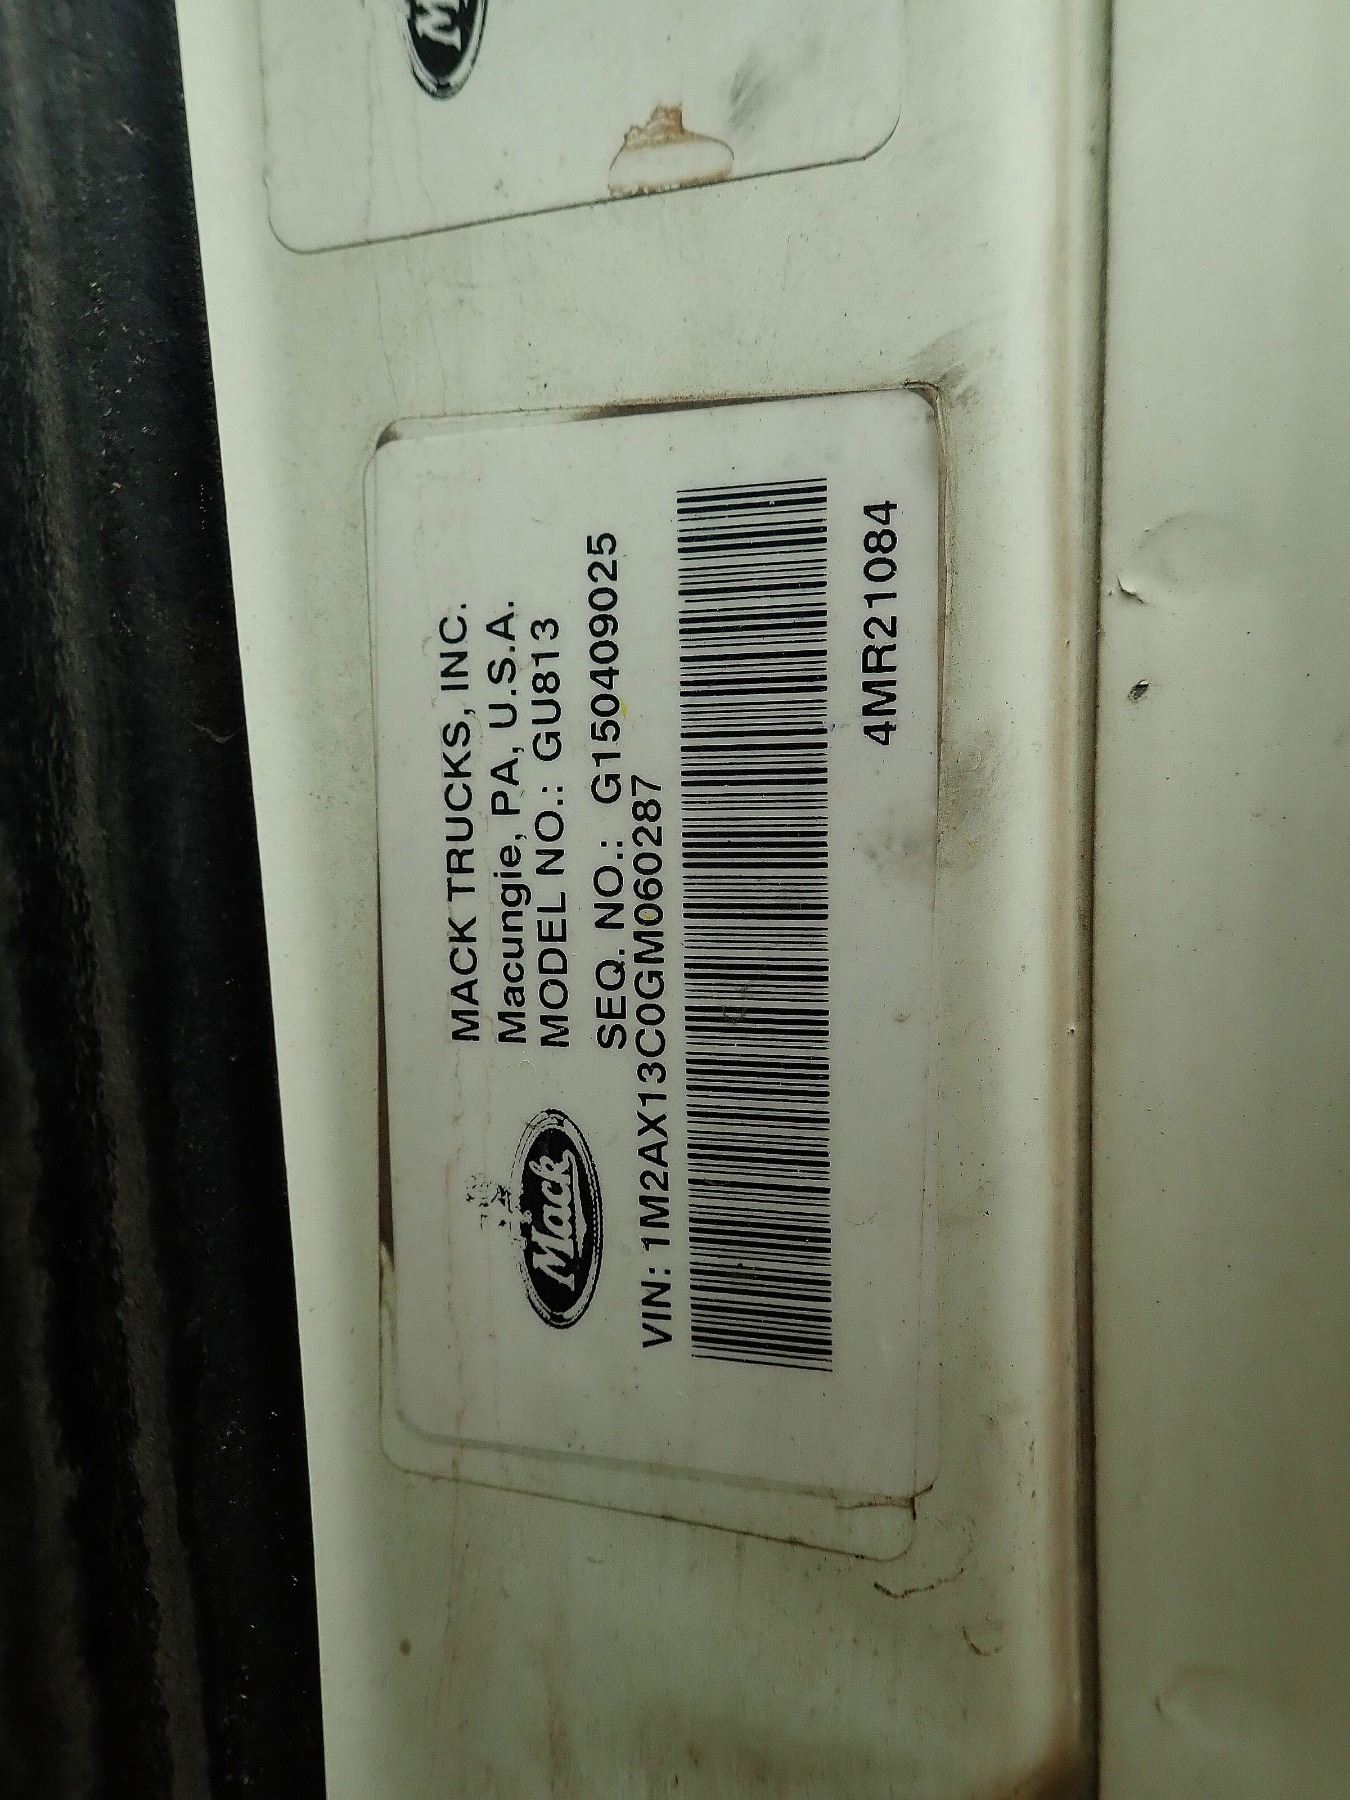 MACK TRUCKS, INC.
Macungie, PA, U.S.A.
MODEL NO.: GU813
SEQ. NO.: G150409025
Mack
VIN: 1M2AX13C0GM060287
4MR21084